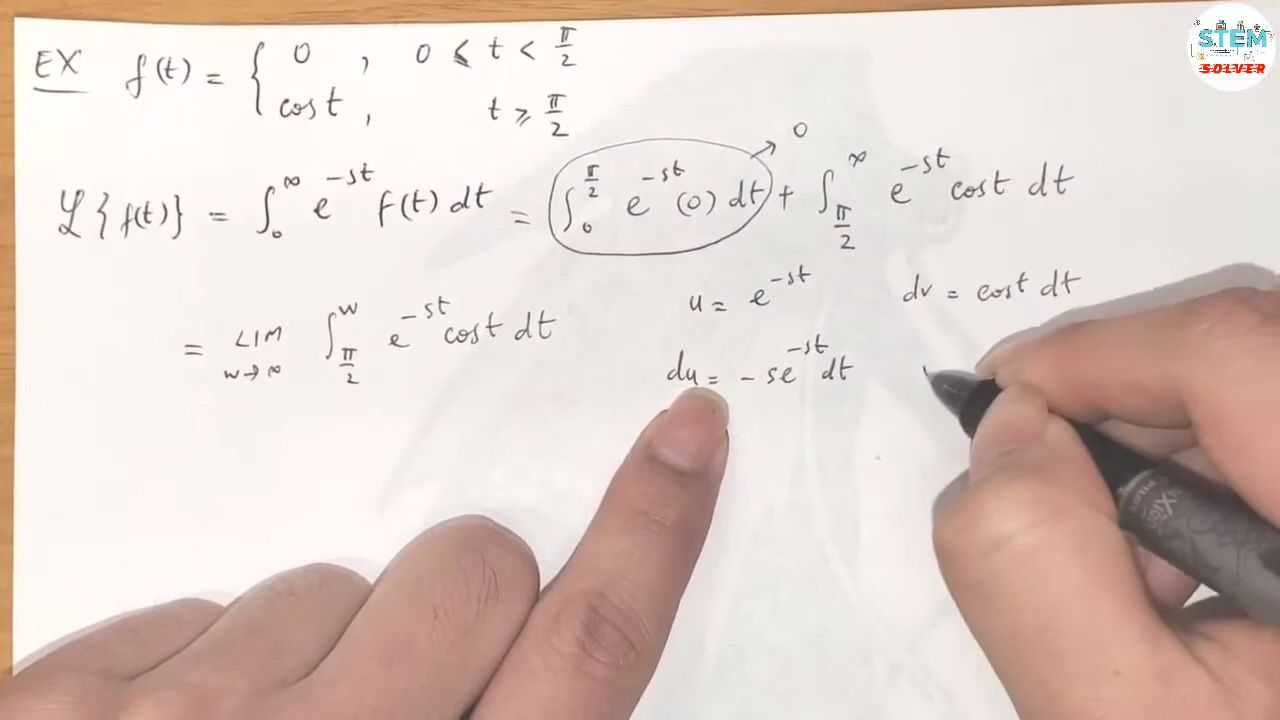 STEM
SOLVER
EX f(t) = { 0 , 0 ≤ t < π/2
cos t , t ⩾ π/2
ℒ{f(t)} = ∫₀^∞ e^{-st} f(t) dt = ∫₀^{π/2} e^{-st} (0) dt → 0 + ∫_{π/2}^∞ e^{-st} cos t dt
u = e^{-st} dv = cos t dt
= LIM_{w→∞} ∫_{π/2}^w e^{-st} cos t dt
du = -se^{-st} dt